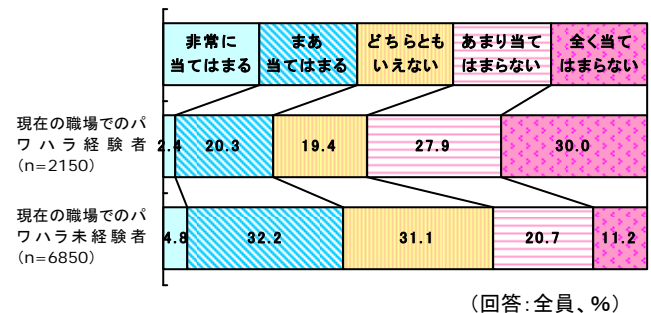 非常に まあ どちらとも あまり当て 全く当て
当てはまる 当てはまる いえない はまらない はまらない
現在の職場でのパ
ワハラ経験者 2.4 20.3 19.4 27.9 30.0
(n=2150)
現在の職場でのパ
ワハラ未経験者 4.8 32.2 31.1 20.7 11.2
(n=6850)
(回答:全員、%)